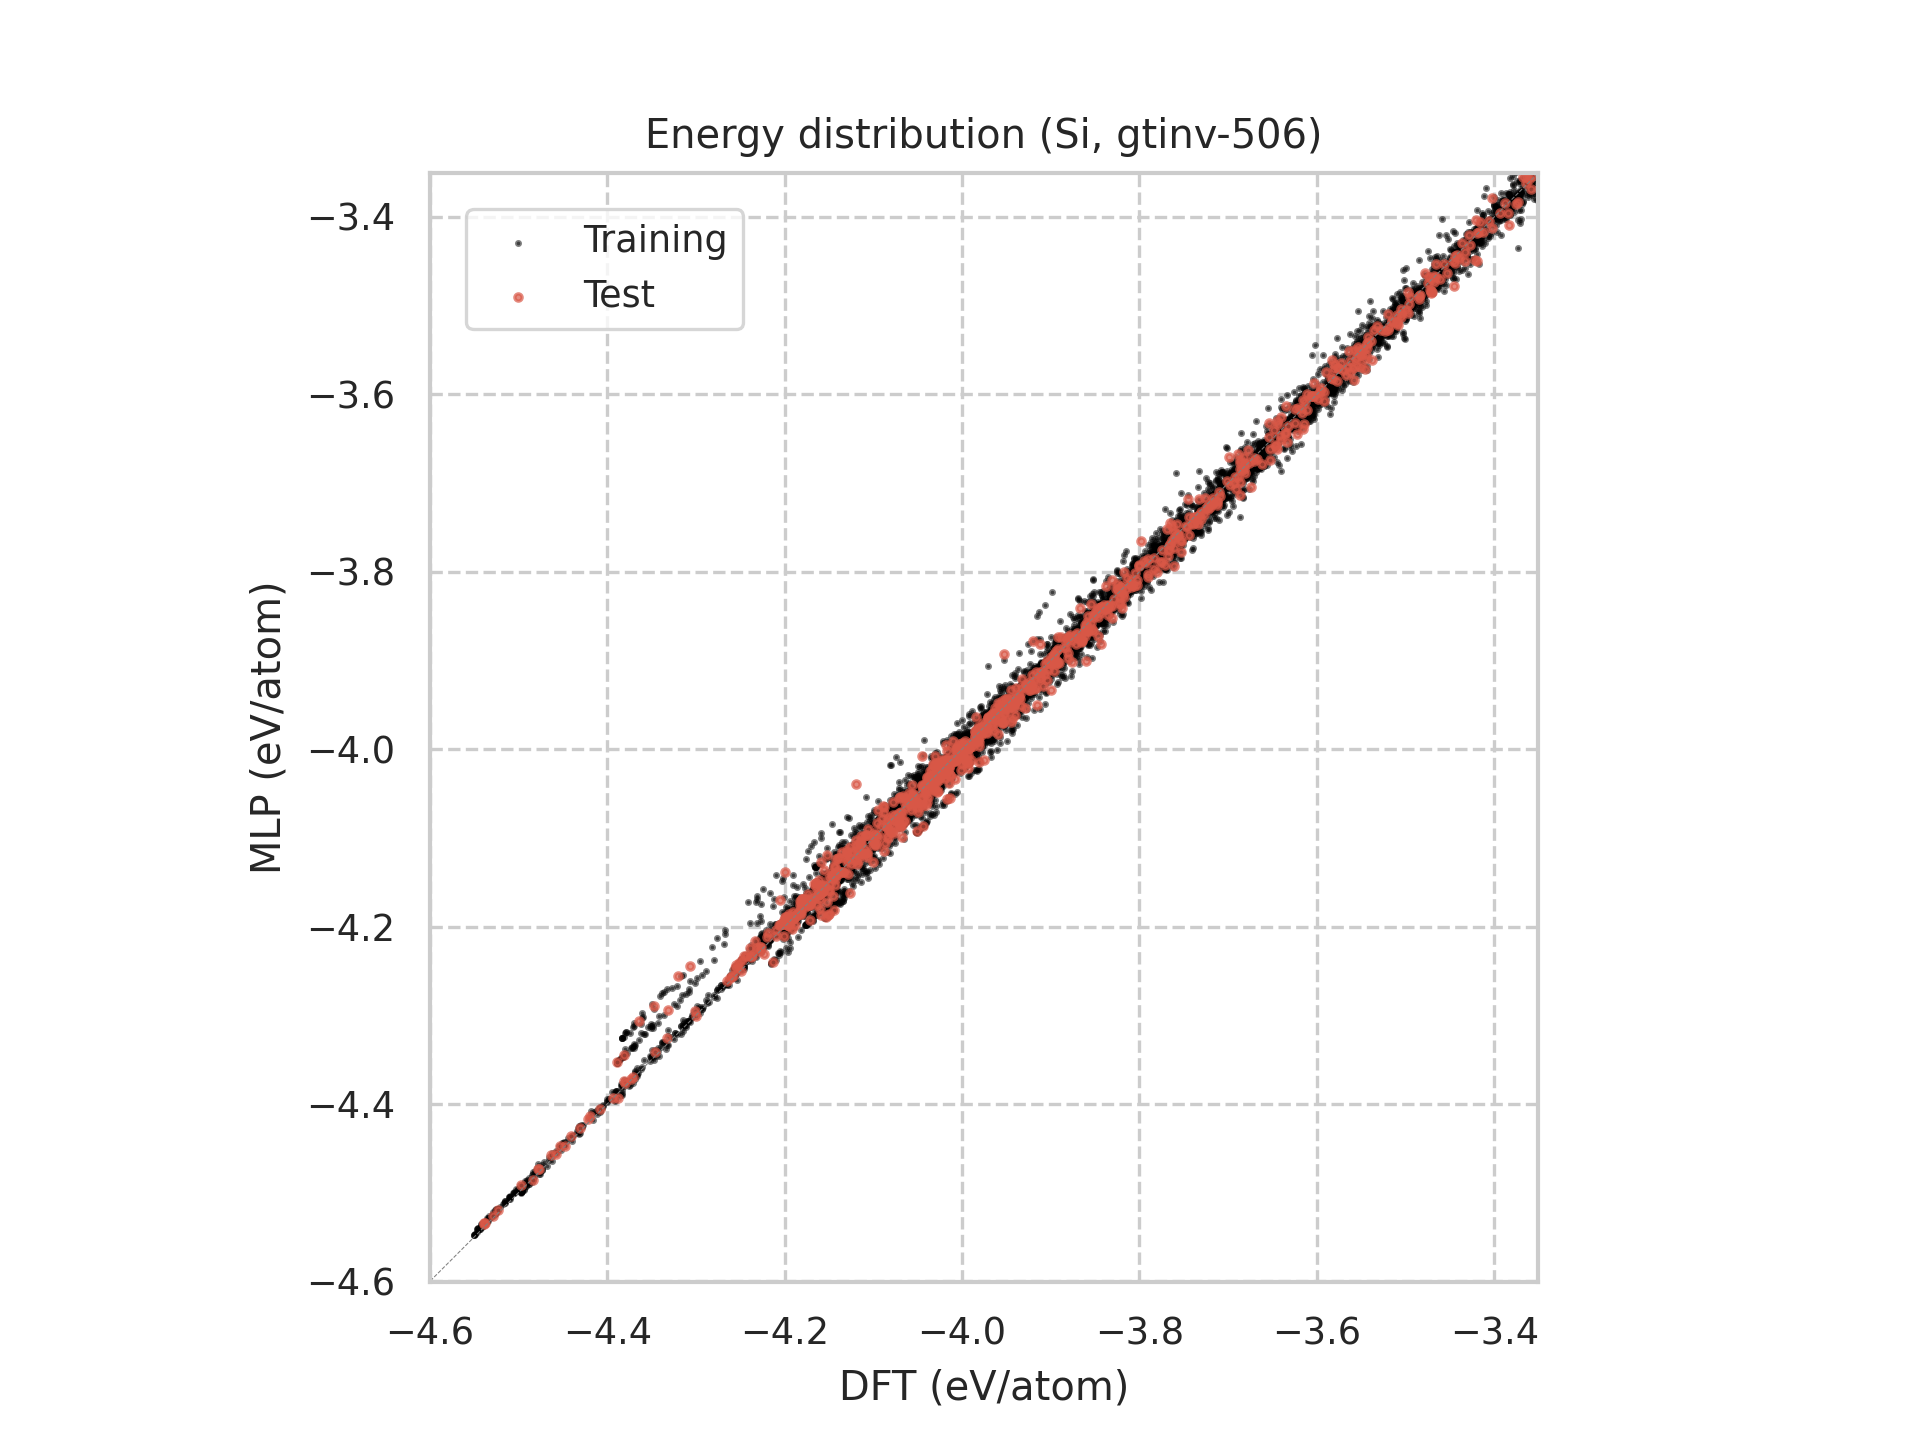 Energy distribution (Si, gtinv-506)
Training
Test
−3.4
−3.6
−3.8
−4.0
−4.2
−4.4
−4.6
MLP (eV/atom)
−4.6 −4.4 −4.2 −4.0 −3.8 −3.6 −3.4
DFT (eV/atom)